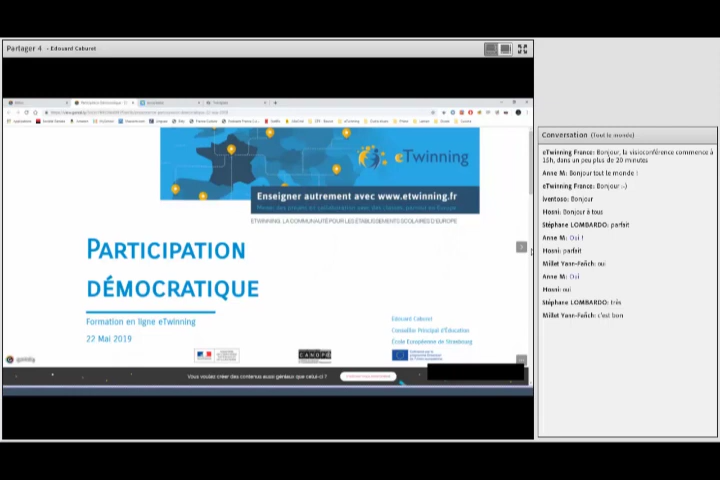 Partager 4 - Edouard Caburet
eTwinning
Enseigner autrement avec www.etwinning.fr
ETWINNING, LA COMMUNAUTÉ POUR LES ÉTABLISSEMENTS SCOLAIRES D'EUROPE
PARTICIPATION
DÉMOCRATIQUE
Formation en ligne eTwinning
22 Mai 2019
Edouard Caburet
Conseiller Principal d'Education
École Européenne de Strasbourg
CANOPÉ
Vous voulez créer des contenus aussi géniaux que celui-ci ?
Conversation (Tout le monde)
eTwinning France: Bonjour, la visioconférence commence à
15h, dans un peu plus de 20 minutes
Anne M: Bonjour tout le monde !
eTwinning France: Bonjour :-)
iventoso: Bonjour
Hosni: Bonjour à tous
Stéphane LOMBARDO: parfait
Anne M: Oui !
Hosni: parfait
Millet Yann-Fañch: oui
Anne M: Oui
Hosni: oui
Stéphane LOMBARDO: très
Millet Yann-Fañch: c'est bon